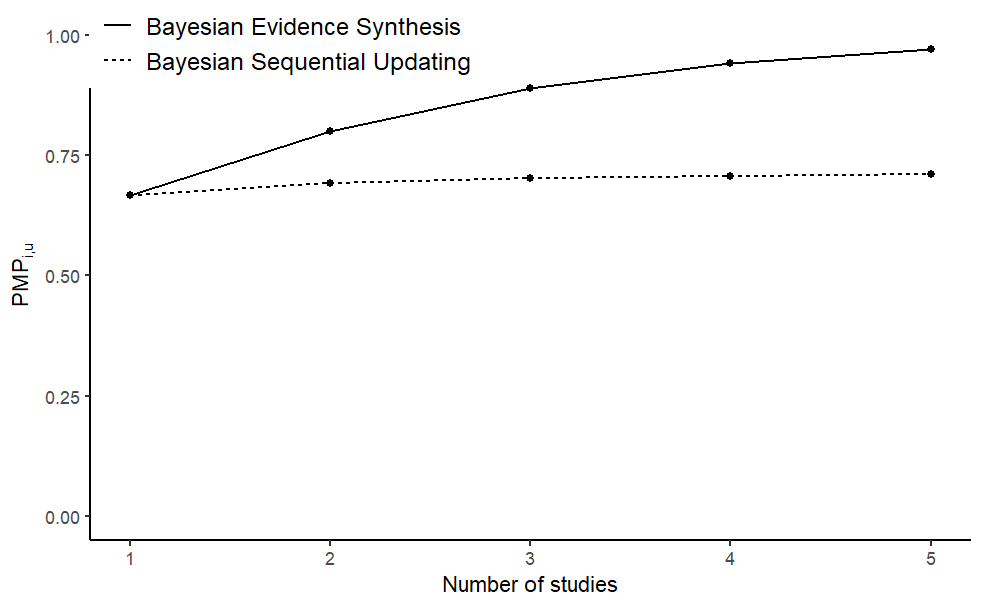 Bayesian Evidence Synthesis
Bayesian Sequential Updating
1.00
0.75
0.50
0.25
0.00
PMPi,u
1
2
3
4
5
Number of studies